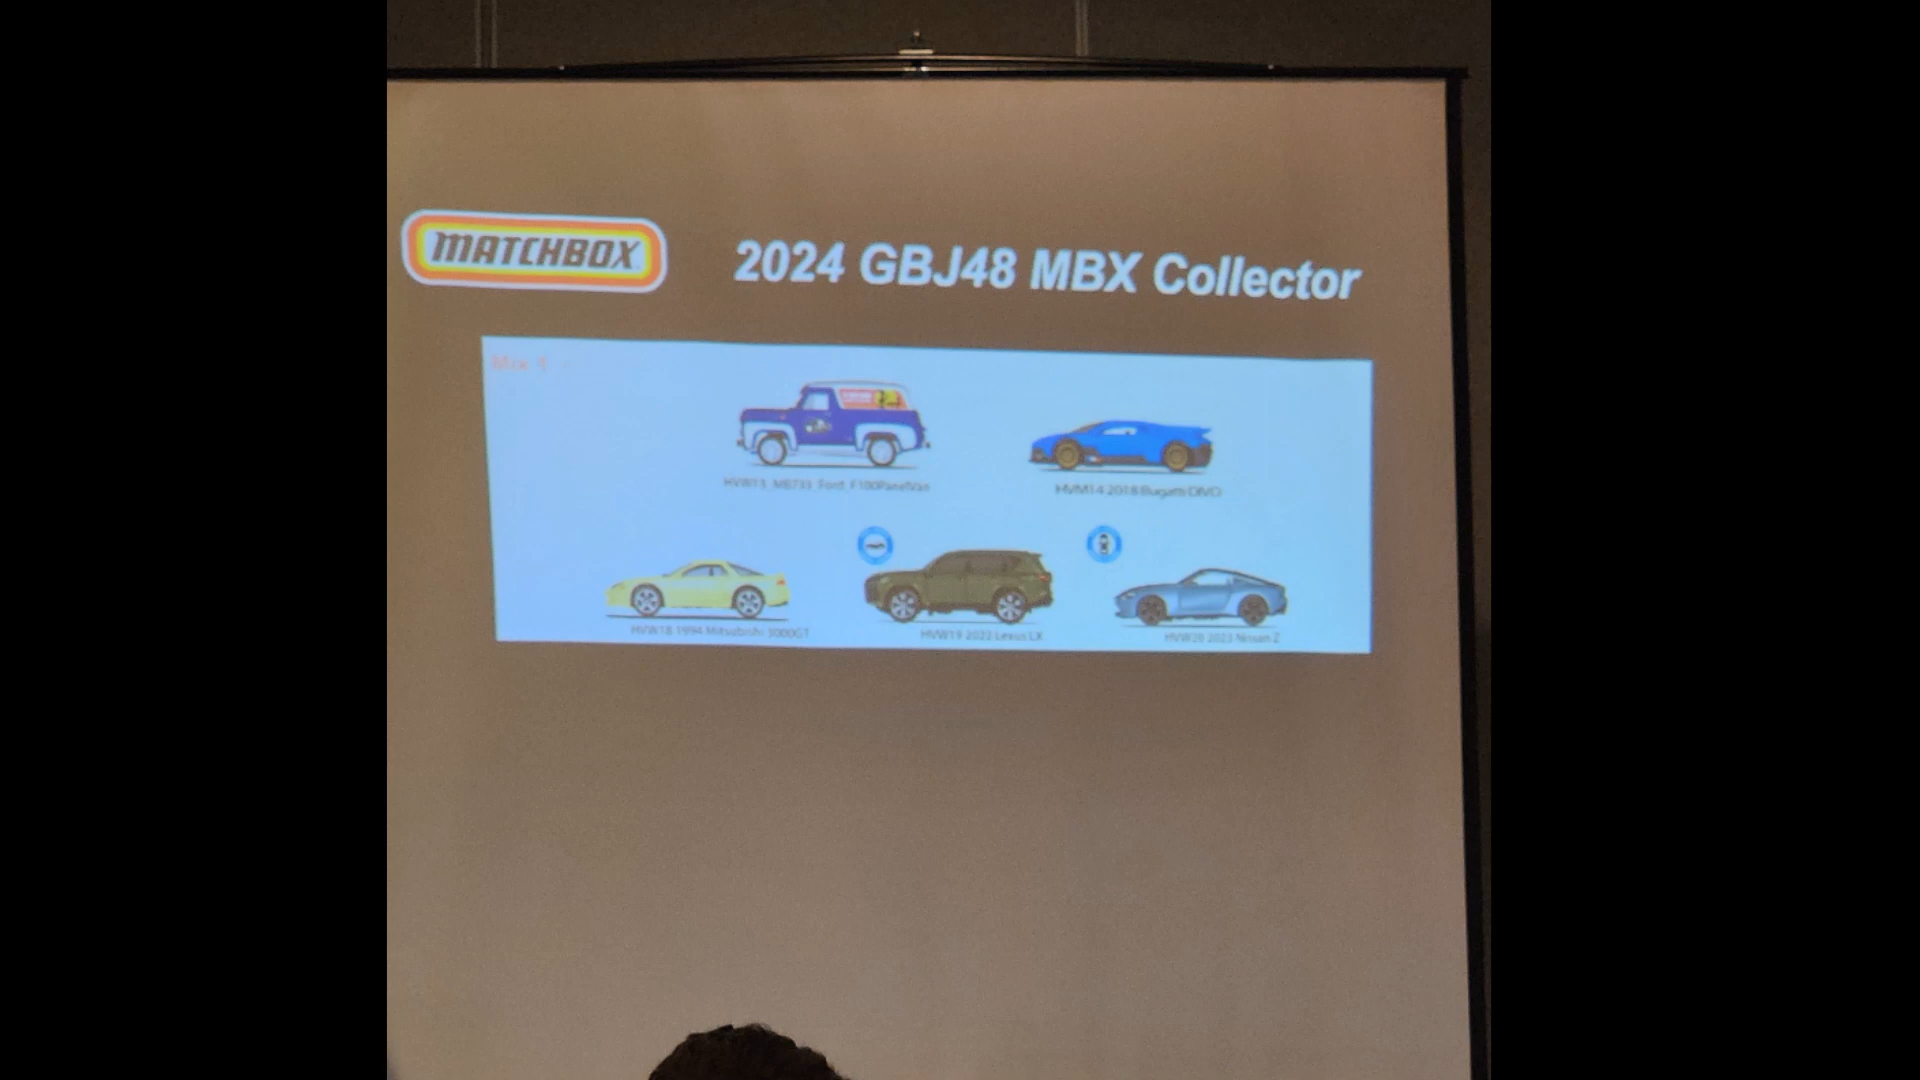 MATCHBOX
2024 GBJ48 MBX Collector
Mix 1
HVW13 MB733 Ford F100PanelVan
HVM14 2018 Bugatti DIVO
HVW18 1994 Mitsubishi 3000GT
HVW19 2022 Lexus LX
HVW20 2023 Nissan Z